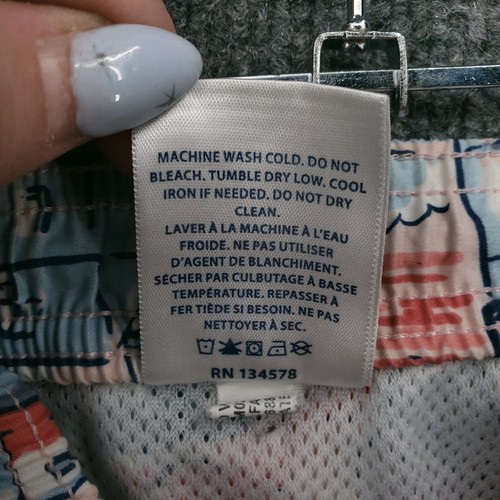 MACHINE WASH COLD. DO NOT
BLEACH. TUMBLE DRY LOW. COOL
IRON IF NEEDED. DO NOT DRY
CLEAN.
LAVER À LA MACHINE À L'EAU
FROIDE. NE PAS UTILISER
D'AGENT DE BLANCHIMENT.
SÉCHER PAR CULBUTAGE À BASSE
TEMPÉRATURE. REPASSER À
FER TIÈDE SI BESOIN. NE PAS
NETTOYER À SEC.
RN 134578